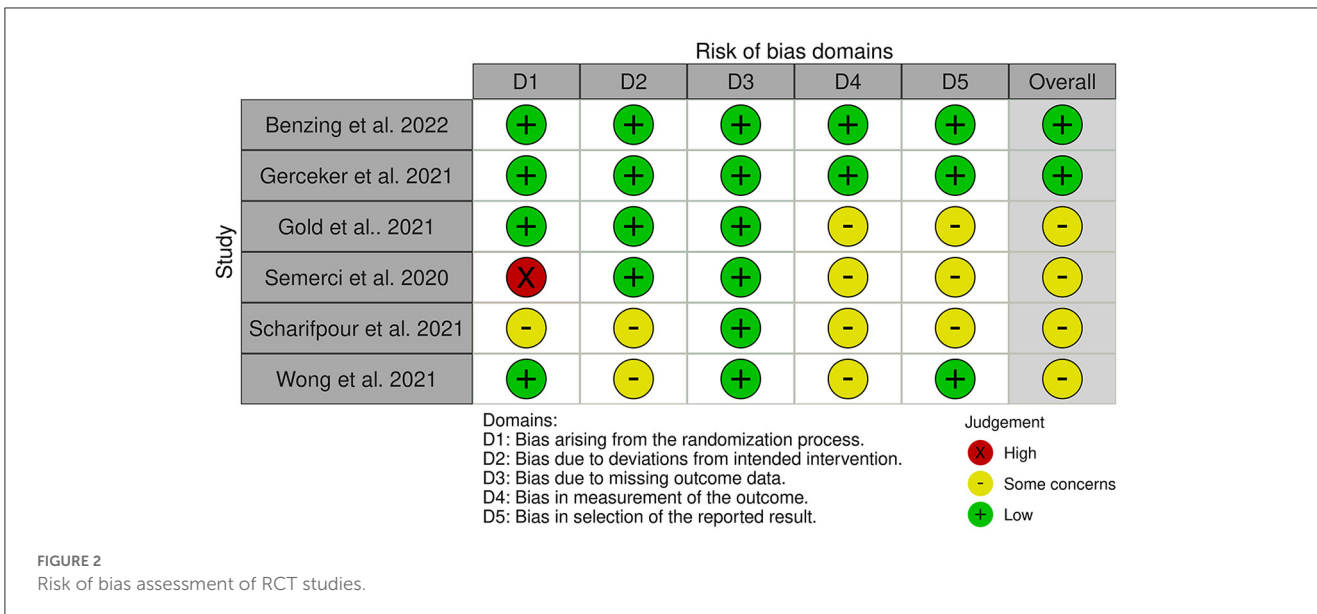 Risk of bias domains
D1 D2 D3 D4 D5 Overall
Study
Benzing et al. 2022 + + + + + +
Gerceker et al. 2021 + + + + + +
Gold et al.. 2021 + + + - - -
Semerci et al. 2020 X + + - - -
Scharifpour et al. 2021 - - + - - -
Wong et al. 2021 + - + - + -
Domains:
D1: Bias arising from the randomization process.
D2: Bias due to deviations from intended intervention.
D3: Bias due to missing outcome data.
D4: Bias in measurement of the outcome.
D5: Bias in selection of the reported result.
Judgement
X High
- Some concerns
+ Low
FIGURE 2
Risk of bias assessment of RCT studies.